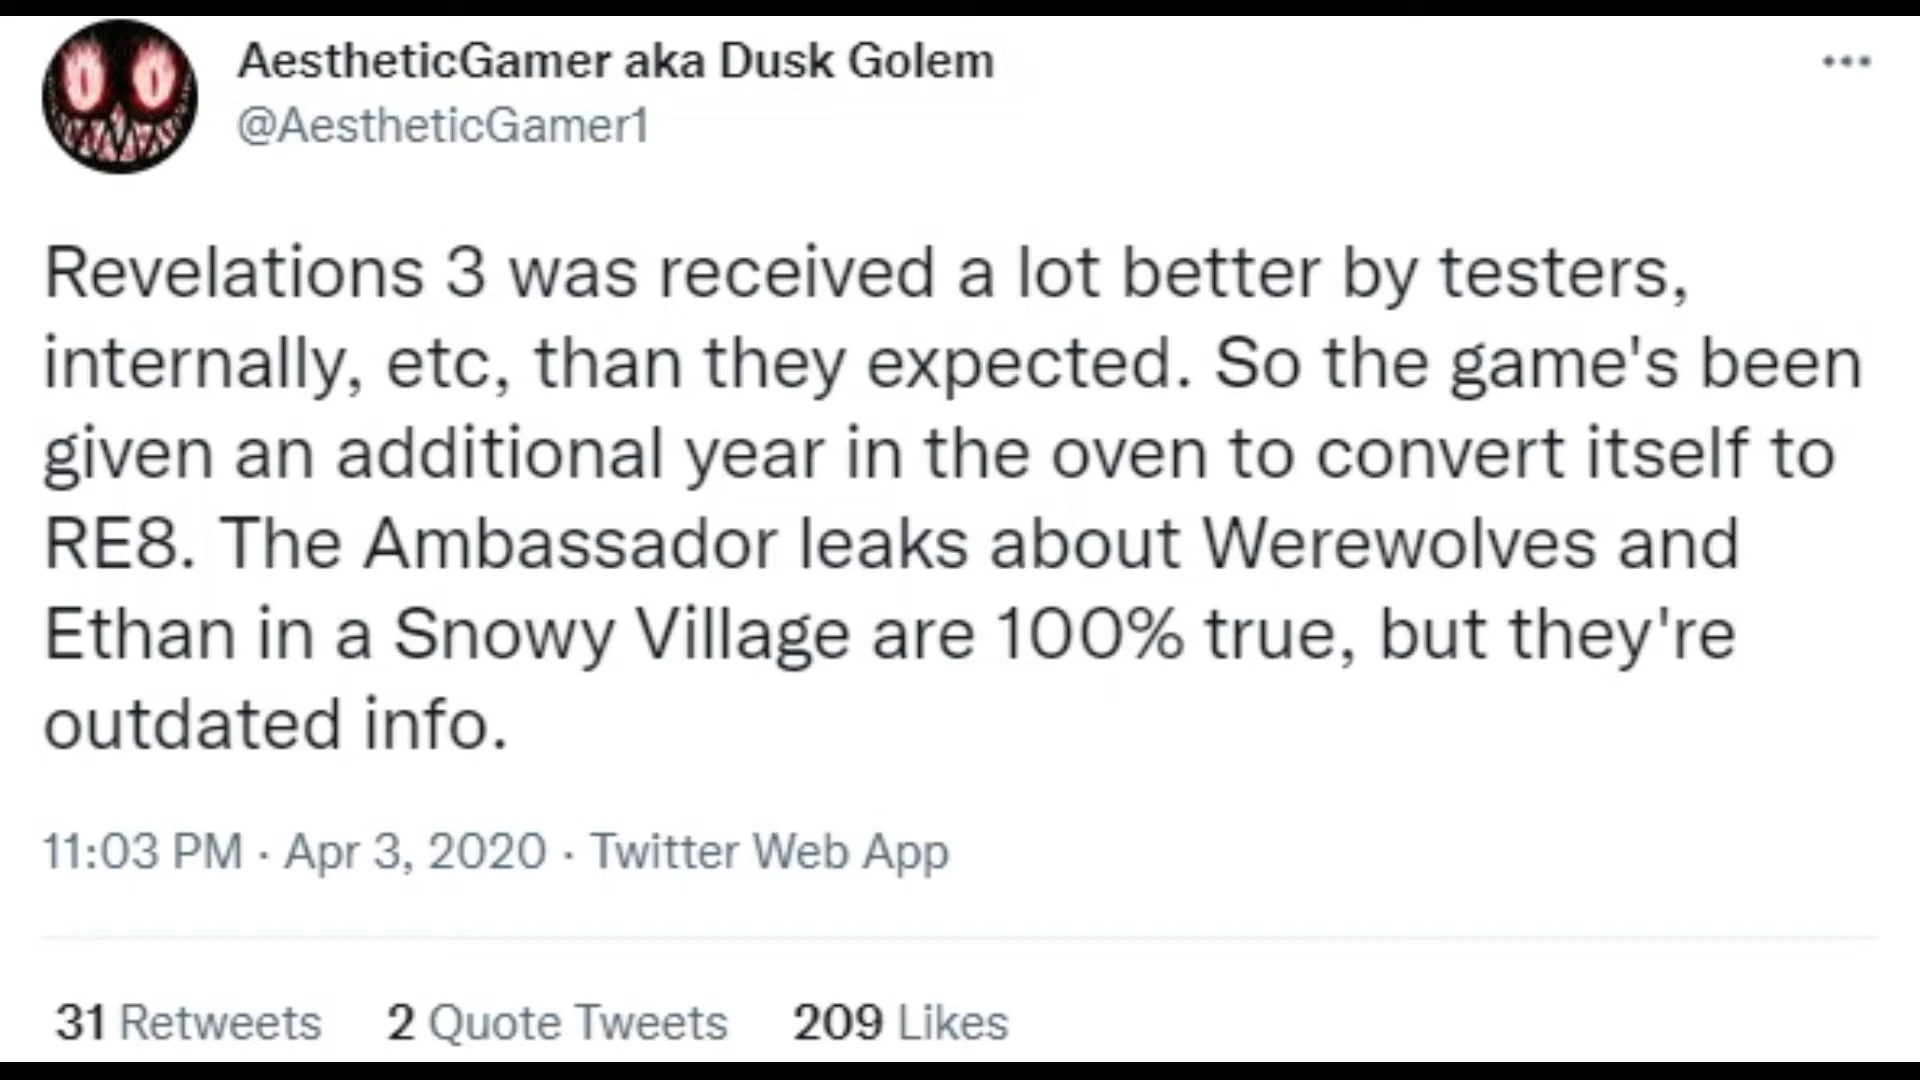 AestheticGamer aka Dusk Golem
@AestheticGamer1
Revelations 3 was received a lot better by testers,
internally, etc, than they expected. So the game's been
given an additional year in the oven to convert itself to
RE8. The Ambassador leaks about Werewolves and
Ethan in a Snowy Village are 100% true, but they're
outdated info.
11:03 PM · Apr 3, 2020 · Twitter Web App
31 Retweets 2 Quote Tweets 209 Likes